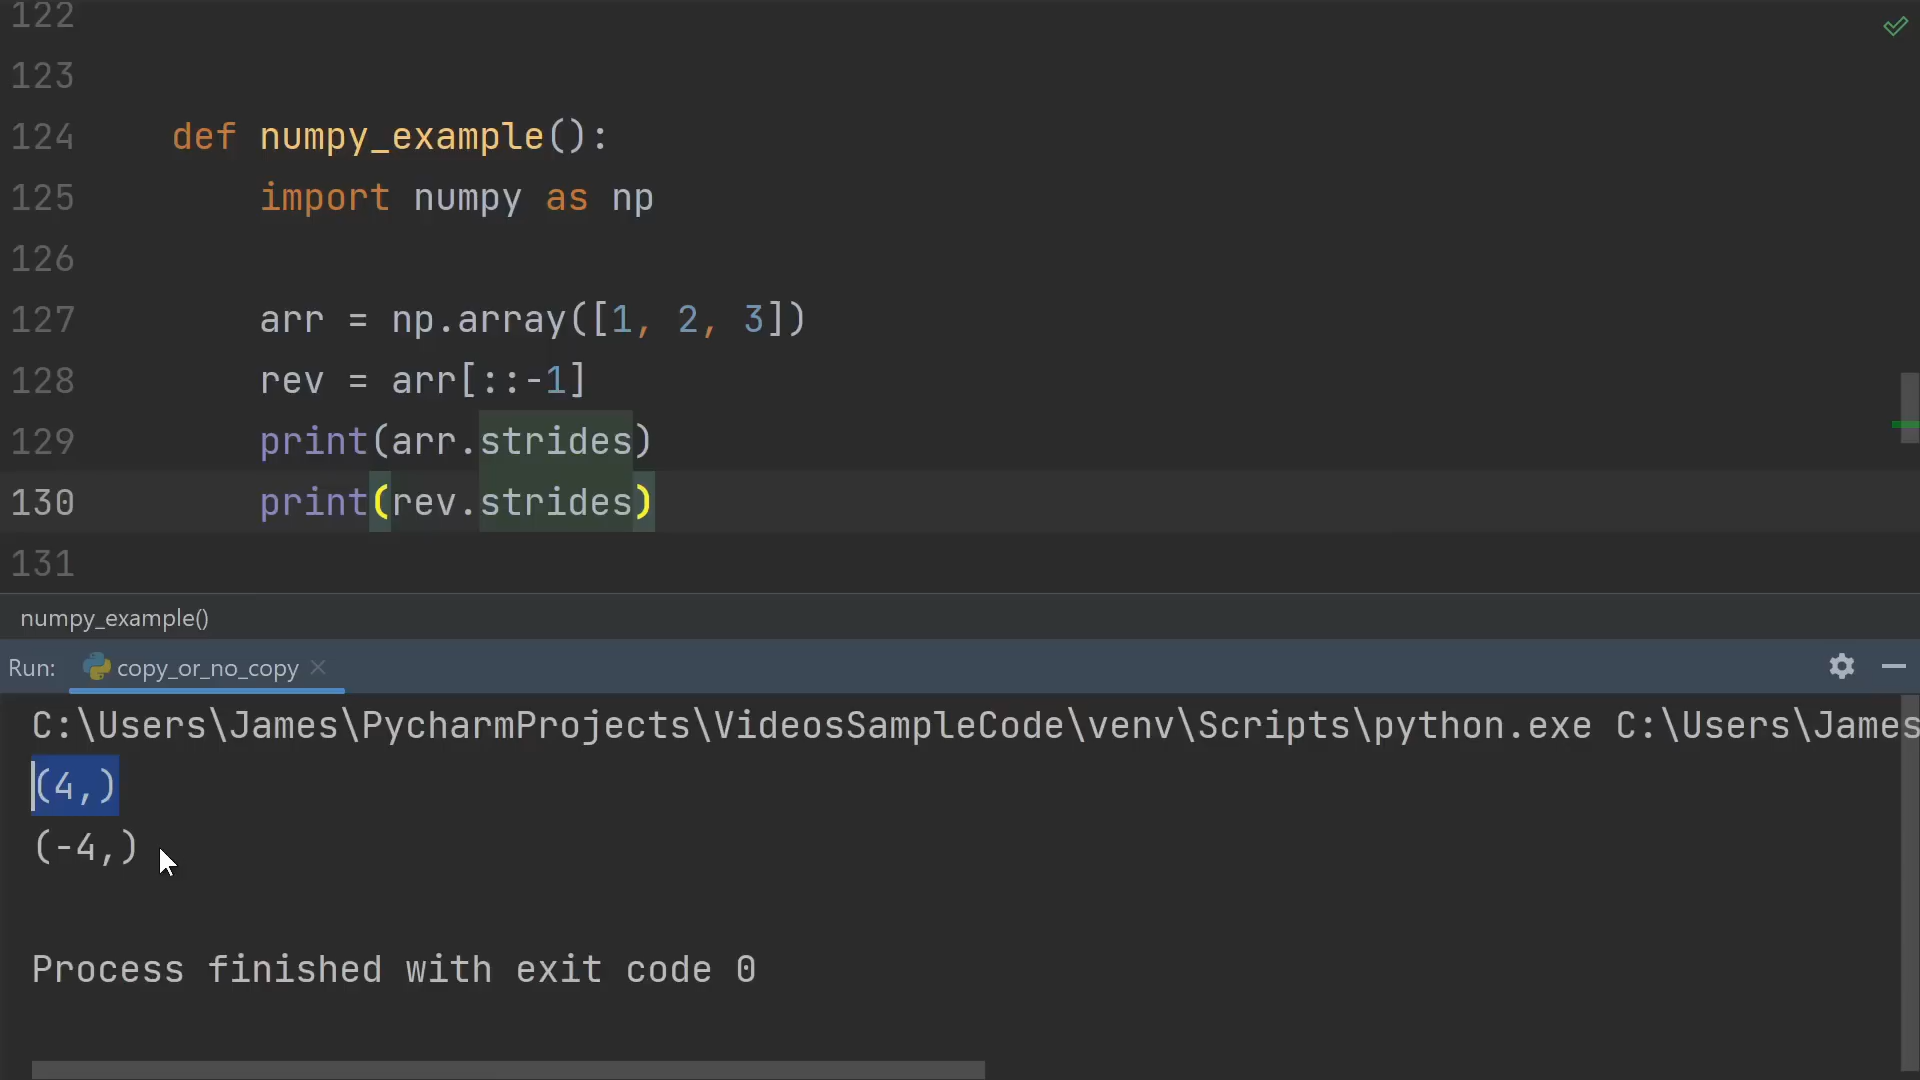 122
123
124 def numpy_example():
125 import numpy as np
126
127 arr = np.array([1, 2, 3])
128 rev = arr[::-1]
129 print(arr.strides)
130 print(rev.strides)
131
numpy_example()
Run: copy_or_no_copy
C:\Users\James\PycharmProjects\VideosSampleCode\venv\Scripts\python.exe C:\Users\James
(4,)
(-4,)
Process finished with exit code 0